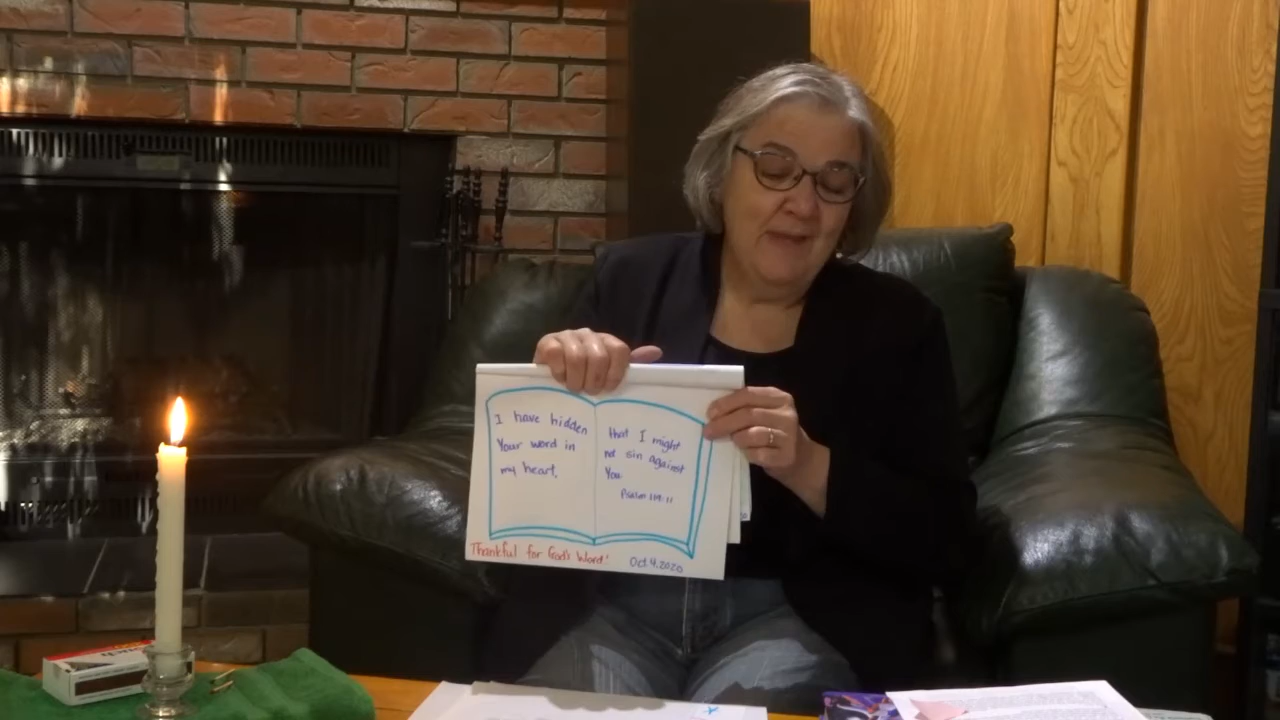 I have hidden
Your word in
my heart,
that I might
not sin against
You.
Psalm 119:11
Thankful for God's Word!
Oct 4, 2020